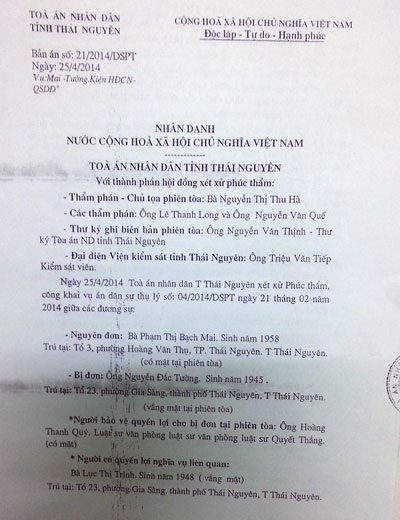 TOÀ ÁN NHÂN DÂN
TỈNH THÁI NGUYÊN
CỘNG HOÀ XÃ HỘI CHỦ NGHĨA VIỆT NAM
Độc lập - Tự do - Hạnh phúc
Bản án số: 21/2014/DSPT
Ngày: 25/4/2014
Vụ:Mai -Tường.Kiện HĐCN-
QSDĐ"
NHÂN DANH
NƯỚC CỘNG HOÀ XÃ HỘI CHỦ NGHĨA VIỆT NAM
-------------
TOÀ ÁN NHÂN DÂN TỈNH THÁI NGUYÊN
Với thành phần hội đồng xét xử phúc thẩm:
- Thẩm phán - Chủ tọa phiên tòa: Bà Nguyễn Thị Thu Hà
- Các thẩm phán: Ông Lê Thanh Long và Ông Nguyễn Văn Quế
- Thư ký ghi biên bản phiên tòa: Ông Nguyễn Văn Thịnh - Thư
ký Tòa án ND tỉnh Thái Nguyên
- Đại diện Viện kiểm sát tỉnh Thái Nguyên: Ông Triệu Văn Tiếp
Kiểm sát viên.
Ngày 25/4/2014 Toà án nhân dân T Thái Nguyên xét xử Phúc thẩm,
công khai vụ án dân sự thụ lý số: 04/2014/DSPT ngày 21 tháng 02 năm
2014 giữa các đương sự:
- Nguyên đơn: Bà Phạm Thị Bạch Mai. Sinh năm 1958
Trú tại: Tổ 3, phường Hoàng Văn Thụ, TP. Thái Nguyên. T Thái Nguyên.
(có mặt tại phiên tòa)
- Bị đơn: Ông Nguyễn Đắc Tường. Sinh năm 1945 ,
Trú tại: Tổ 23, phường Gia Sàng, thành phố Thái Nguyên, T Thái Nguyên.
(vắng mặt tại phiên tòa)
*Người bảo vệ quyền lợi cho bị đơn tại phiên tòa: Ông Hoàng
Thanh Quý. Luật sư văn phòng luật sư văn phòng luật sư Quyết Thắng.
(có mặt)
* Người có quyền lợi nghĩa vụ liên quan:
Bà Lục Thị Trinh. Sinh năm 1948 ( vắng mặt)
Trú tại: Tổ 23, phường Gia Sàng, thành phố Thái Nguyên, T Thái Nguyên.